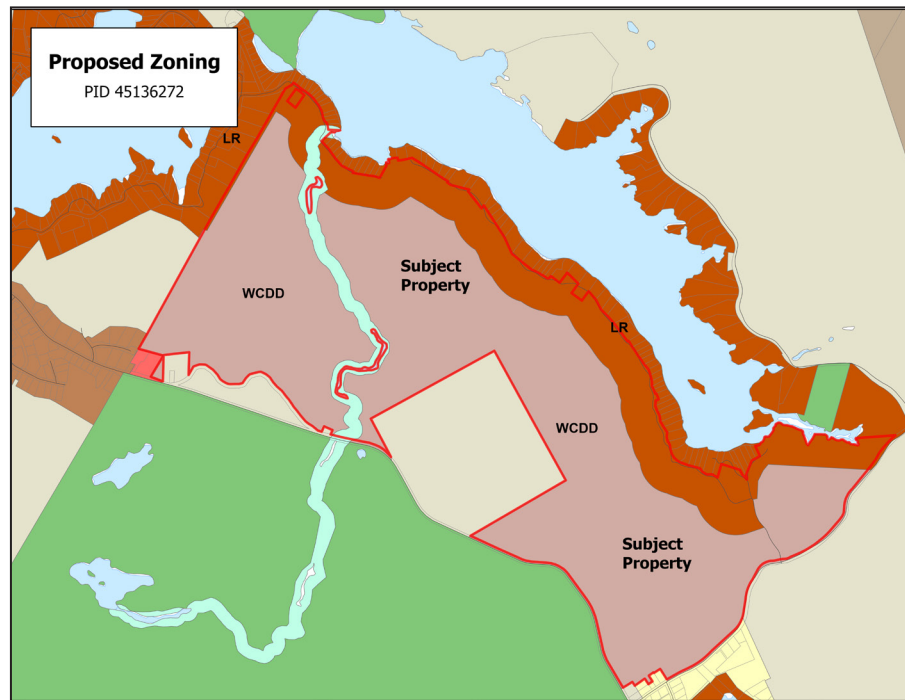 Proposed Zoning
PID 45136272
LR
WCDD
Subject
Property
LR
WCDD
Subject
Property